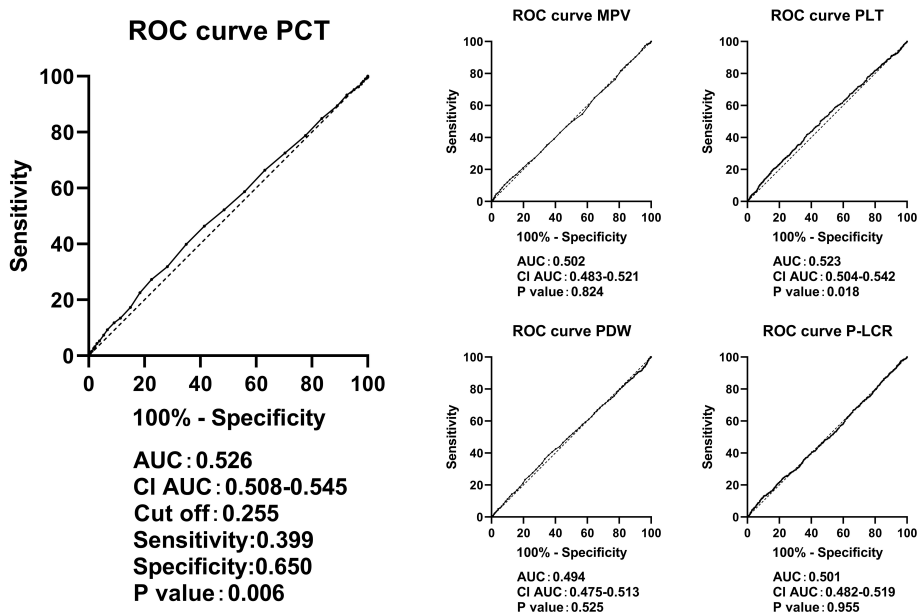 ROC curve PCT
Sensitivity
100
80
60
40
20
0
0 20 40 60 80 100
100% - Specificity
AUC:0.526
CI AUC:0.508-0.545
Cut off:0.255
Sensitivity:0.399
Specificity:0.650
P value:0.006
ROC curve MPV
Sensitivity
100
80
60
40
20
0
0 20 40 60 80 100
100% - Specificity
AUC:0.502
CI AUC:0.483-0.521
P value:0.824
ROC curve PLT
Sensitivity
100
80
60
40
20
0
0 20 40 60 80 100
100% - Specificity
AUC:0.523
CI AUC:0.504-0.542
P value:0.018
ROC curve PDW
Sensitivity
100
80
60
40
20
0
0 20 40 60 80 100
100% - Specificity
AUC:0.494
CI AUC:0.475-0.513
P value:0.525
ROC curve P-LCR
Sensitivity
100
80
60
40
20
0
0 20 40 60 80 100
100% - Specificity
AUC:0.501
CI AUC:0.482-0.519
P value:0.955